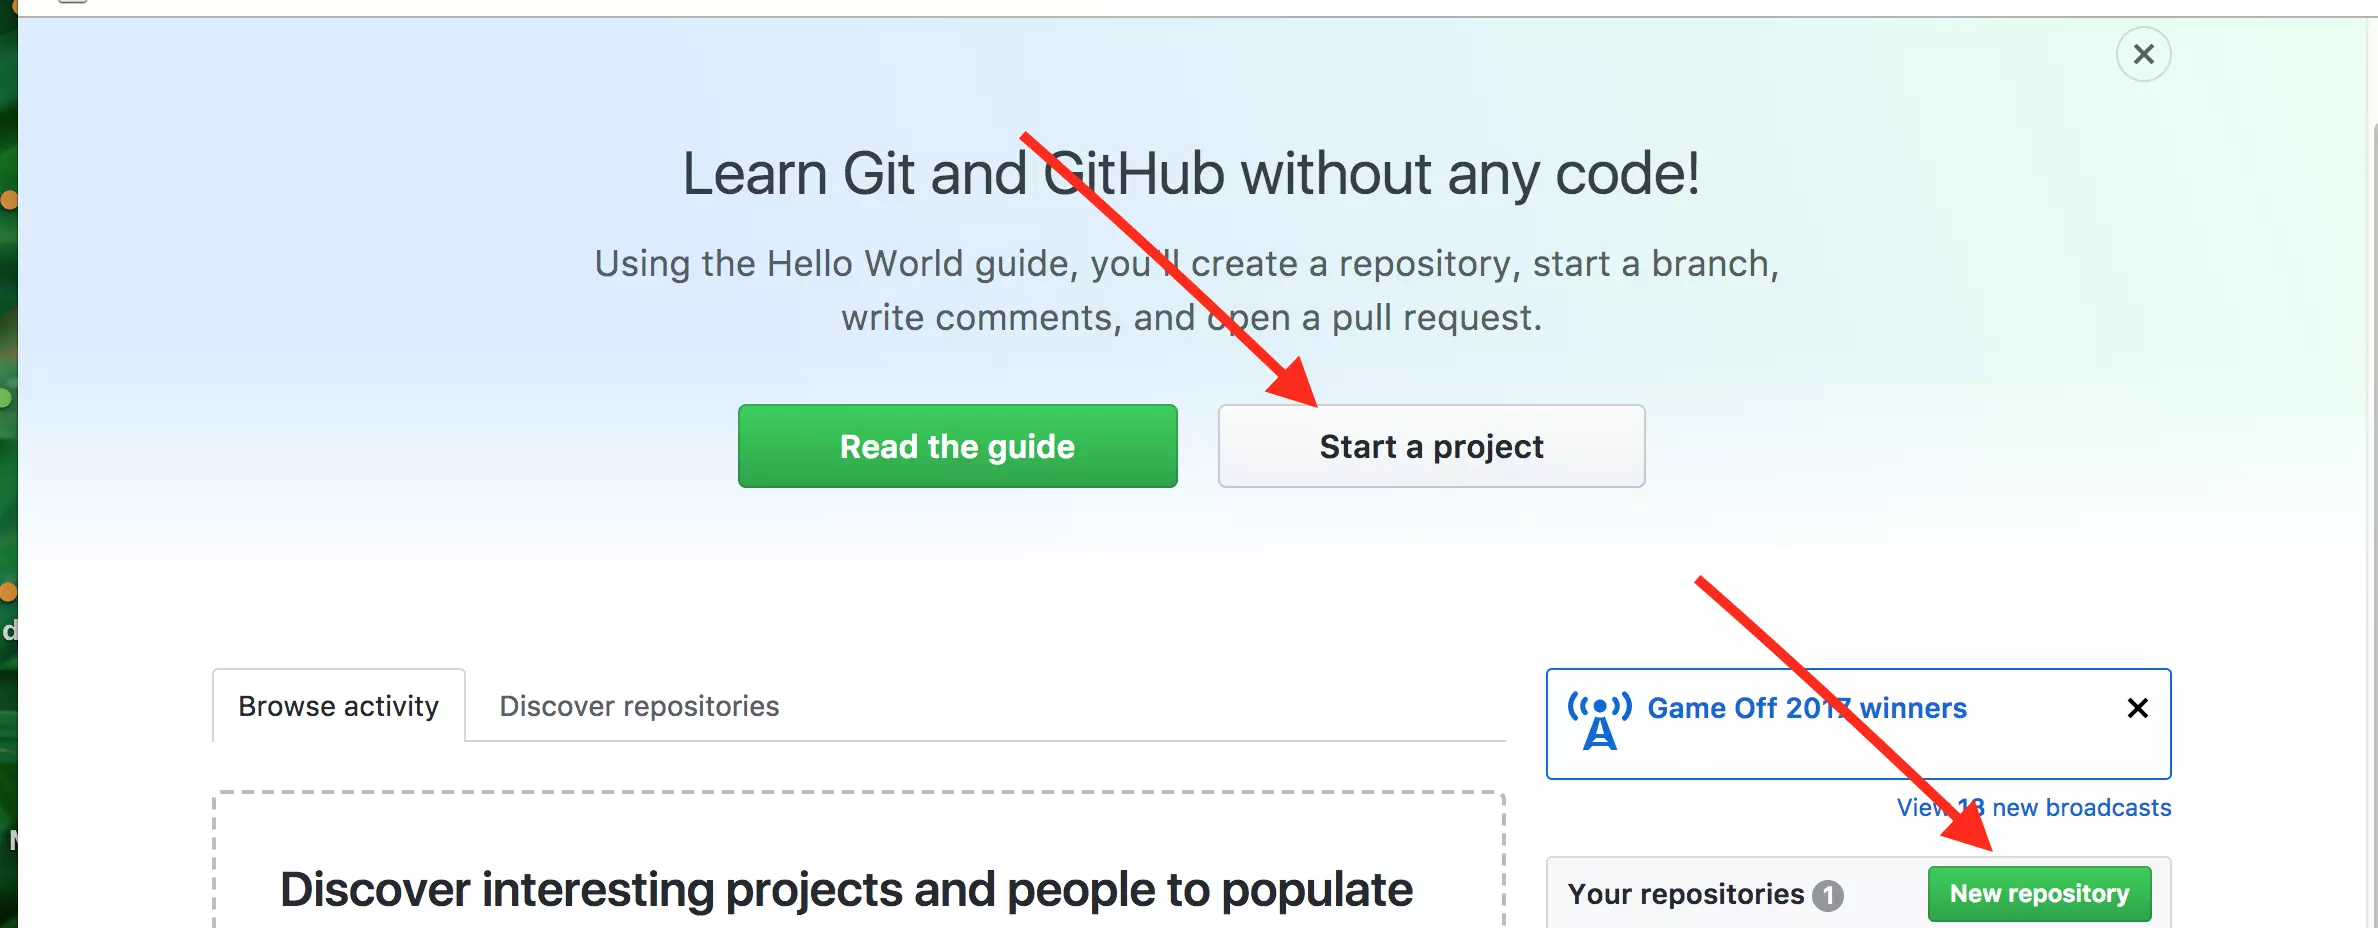 Learn Git and GitHub without any code!
Using the Hello World guide, you'll create a repository, start a branch,
write comments, and open a pull request.
Read the guide
Start a project
Browse activity
Discover repositories
Game Off 2017 winners
View 18 new broadcasts
Discover interesting projects and people to populate
Your repositories 1
New repository